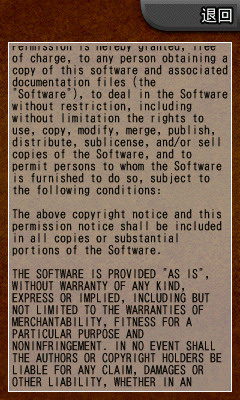 退回
Permission is hereby granted, free
of charge, to any person obtaining a
copy of this software and associated
documentation files (the
"Software"), to deal in the Software
without restriction, including
without limitation the rights to
use, copy, modify, merge, publish,
distribute, sublicense, and/or sell
copies of the Software, and to
permit persons to whom the Software
is furnished to do so, subject to
the following conditions:
The above copyright notice and this
permission notice shall be included
in all copies or substantial
portions of the Software.
THE SOFTWARE IS PROVIDED "AS IS",
WITHOUT WARRANTY OF ANY KIND,
EXPRESS OR IMPLIED, INCLUDING BUT
NOT LIMITED TO THE WARRANTIES OF
MERCHANTABILITY, FITNESS FOR A
PARTICULAR PURPOSE AND
NONINFRINGEMENT. IN NO EVENT SHALL
THE AUTHORS OR COPYRIGHT HOLDERS BE
LIABLE FOR ANY CLAIM, DAMAGES OR
OTHER LIABILITY, WHETHER IN AN